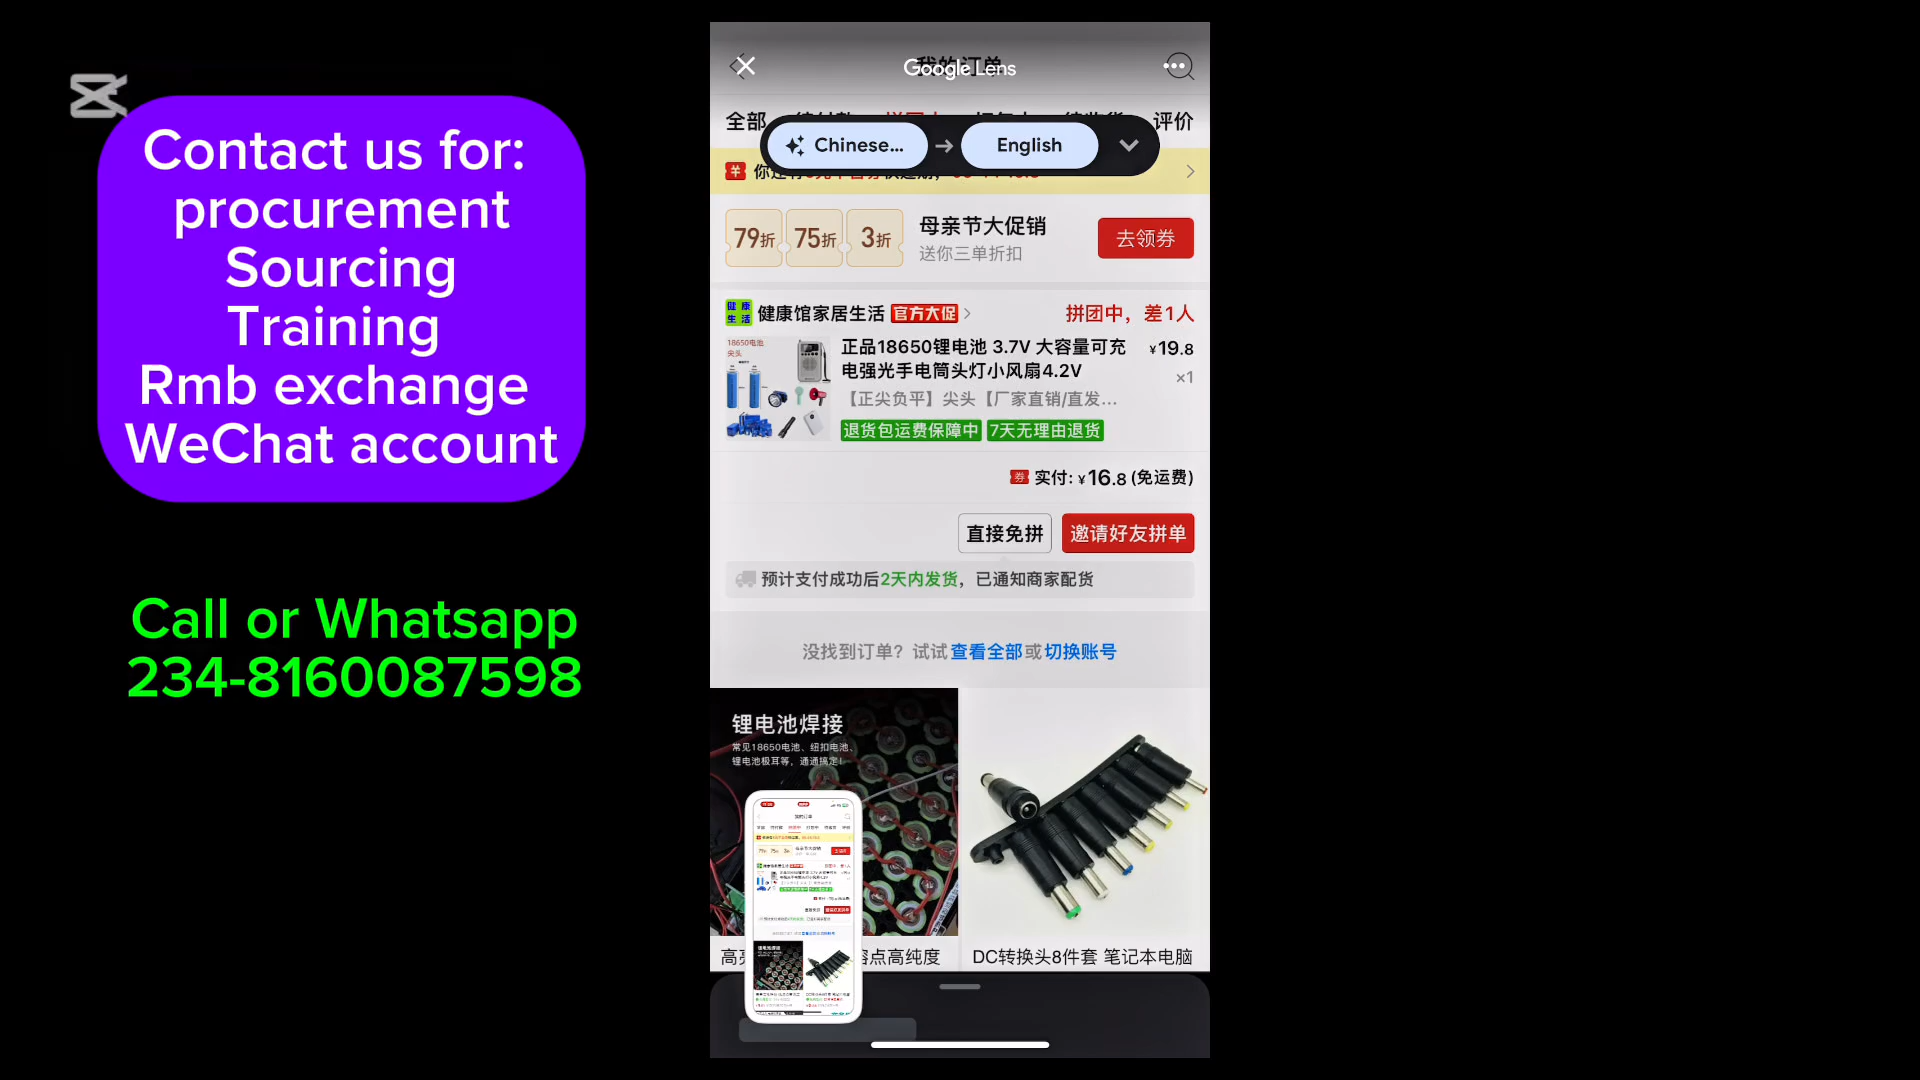 Contact us for:
procurement
Sourcing
Training
Rmb exchange
WeChat account
Call or Whatsapp
234-8160087598
Google Lens
全部
评价
Chinese...
English
79折
75折
3折
母亲节大促销
送你三单折扣
去领券
健康馆家居生活 官方大促
拼团中，差1人
18650电池
尖头
正品18650锂电池 3.7V 大容量可充
电强光手电筒头灯小风扇4.2V
¥19.8
×1
【正尖负平】尖头【厂家直销/直发...
退货包运费保障中 7天无理由退货
券 实付: ¥16.8 (免运费)
直接免拼
邀请好友拼单
预计支付成功后2天内发货，已通知商家配货
没找到订单？试试查看全部或切换账号
锂电池焊接
常见18650电池、纽扣电池、
锂电池极耳等，通通搞定！
点高纯度
DC转换头8件套 笔记本电脑